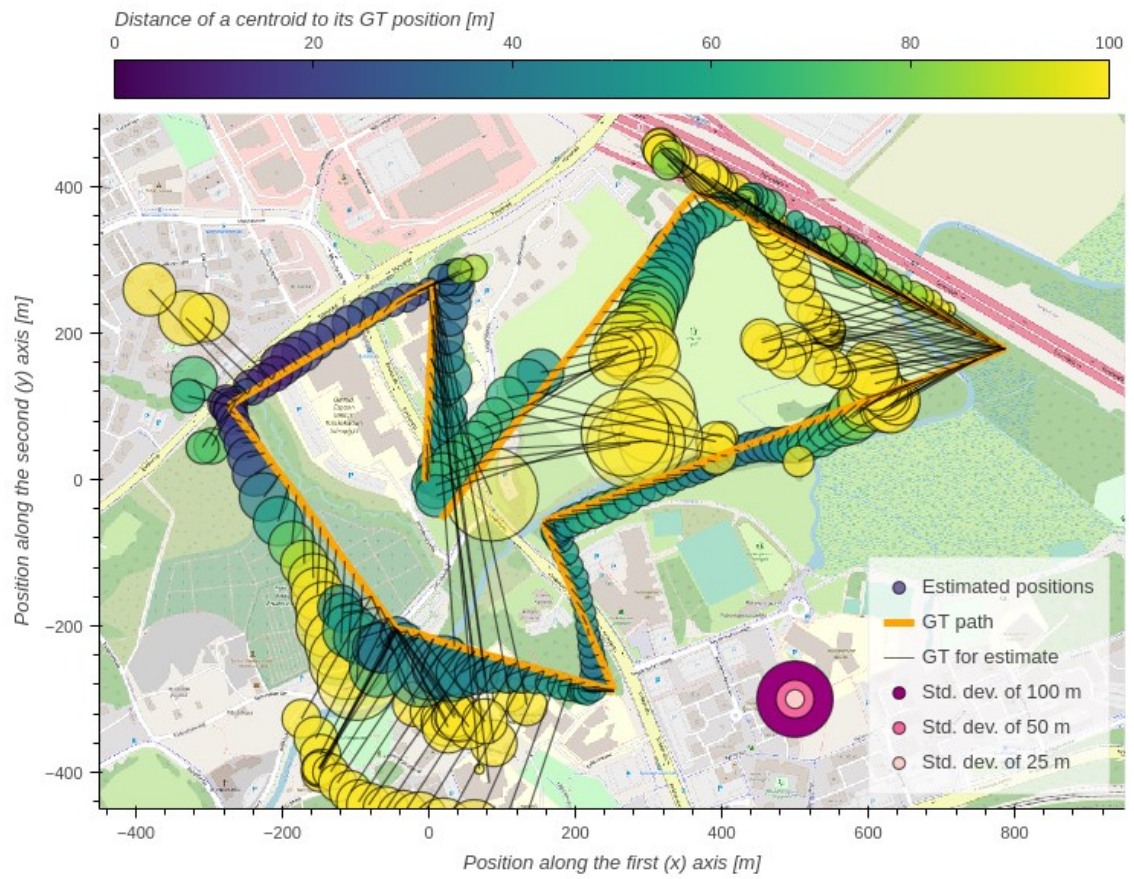 Distance of a centroid to its GT position [m]
0 20 40 60 80 100
400
200
0
−200
−400
Position along the second (y) axis [m]
Estimated positions
GT path
GT for estimate
Std. dev. of 100 m
Std. dev. of 50 m
Std. dev. of 25 m
−400 −200 0 200 400 600 800
Position along the first (x) axis [m]